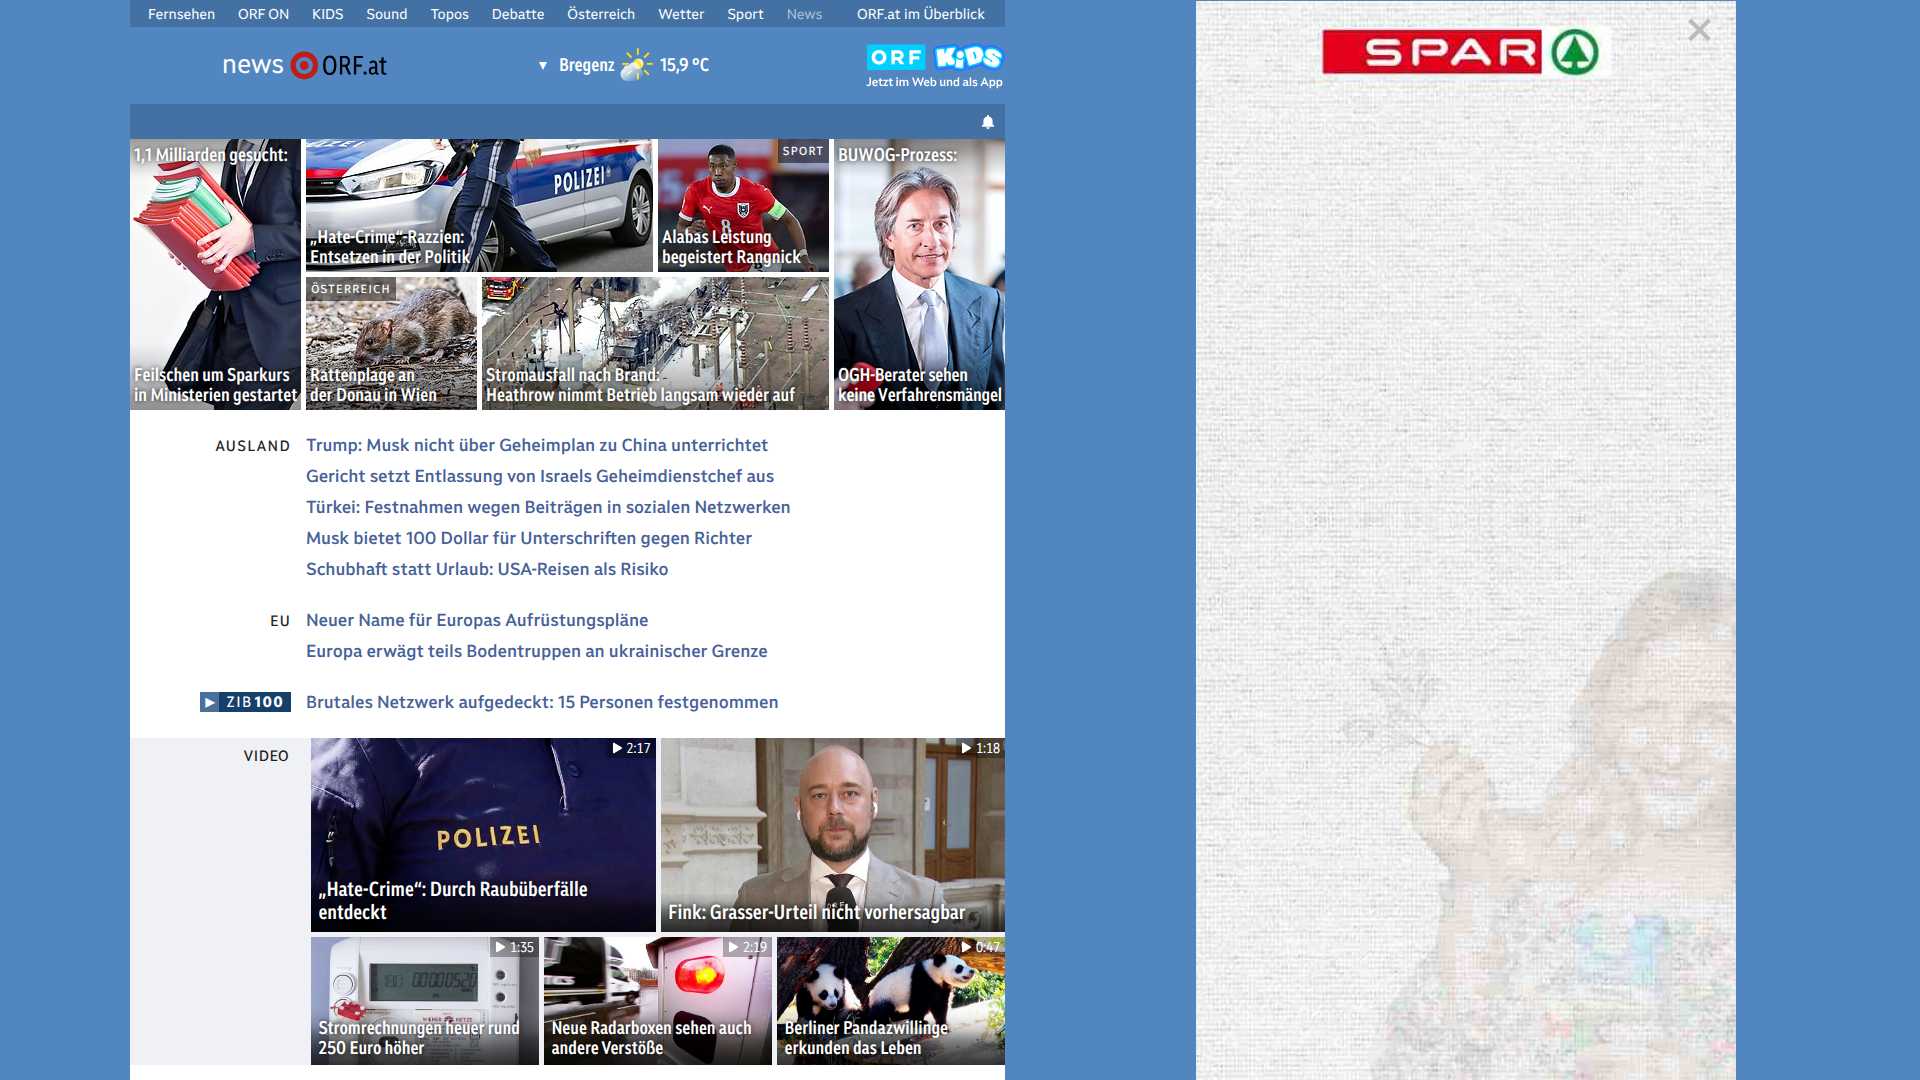 Fernsehen ORF ON KIDS Sound Topos Debatte Österreich Wetter Sport News ORF.at im Überblick
news ORF.at
▼ Bregenz 15,9 °C
ORF KiDS
Jetzt im Web und als App
SPAR
1,1 Milliarden gesucht:
Feilschen um Sparkurs
in Ministerien gestartet
POLIZEI
„Hate-Crime“-Razzien:
Entsetzen in der Politik
SPORT
8
Alabas Leistung
begeistert Rangnick
BUWOG-Prozess:
OGH-Berater sehen
keine Verfahrensmängel
ÖSTERREICH
Rattenplage an
der Donau in Wien
Stromausfall nach Brand:
Heathrow nimmt Betrieb langsam wieder auf
AUSLAND
Trump: Musk nicht über Geheimplan zu China unterrichtet
Gericht setzt Entlassung von Israels Geheimdienstchef aus
Türkei: Festnahmen wegen Beiträgen in sozialen Netzwerken
Musk bietet 100 Dollar für Unterschriften gegen Richter
Schubhaft statt Urlaub: USA-Reisen als Risiko
EU
Neuer Name für Europas Aufrüstungspläne
Europa erwägt teils Bodentruppen an ukrainischer Grenze
ZIB100
Brutales Netzwerk aufgedeckt: 15 Personen festgenommen
VIDEO
2:17
POLIZEI
„Hate-Crime“: Durch Raubüberfälle
entdeckt
1:18
ORF
Fink: Grasser-Urteil nicht vorhersagbar
1:35
WIENER NETZE
Stromrechnungen heuer rund
250 Euro höher
2:19
Neue Radarboxen sehen auch
andere Verstöße
0:47
Berliner Pandazwillinge
erkunden das Leben